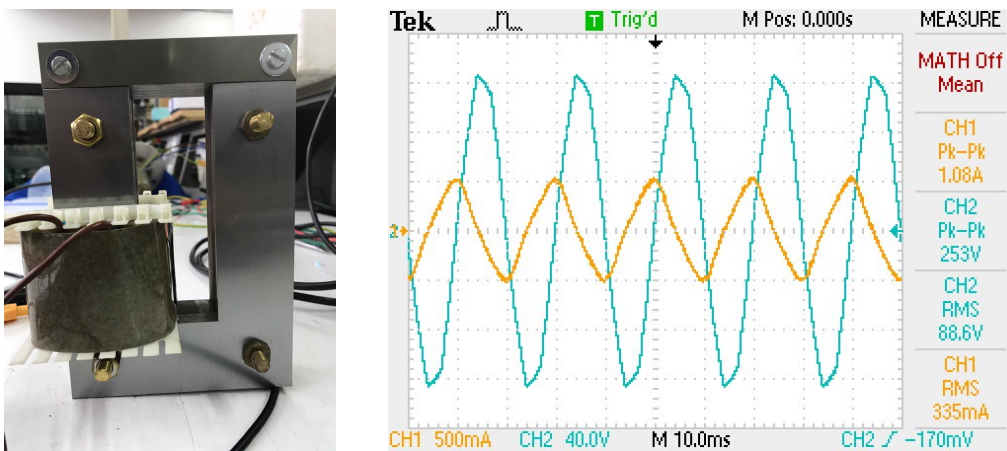 Tek T Trig'd M Pos: 0.000s MEASURE
MATH Off
Mean
CH1
Pk-Pk
1.08A
CH2
Pk-Pk
253V
CH2
RMS
88.6V
CH1
RMS
335mA
CH1 500mA CH2 40.0V M 10.0ms CH2 -170mV